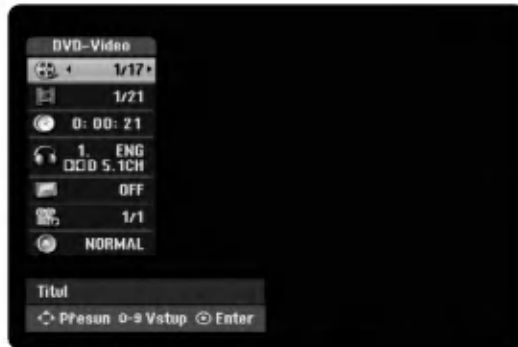 DVD-Video
1/17
1/21
0: 00: 21
1. ENG
D 5.1CH
OFF
1/1
NORMAL
Titul
Přesun 0-9 Vstup Enter